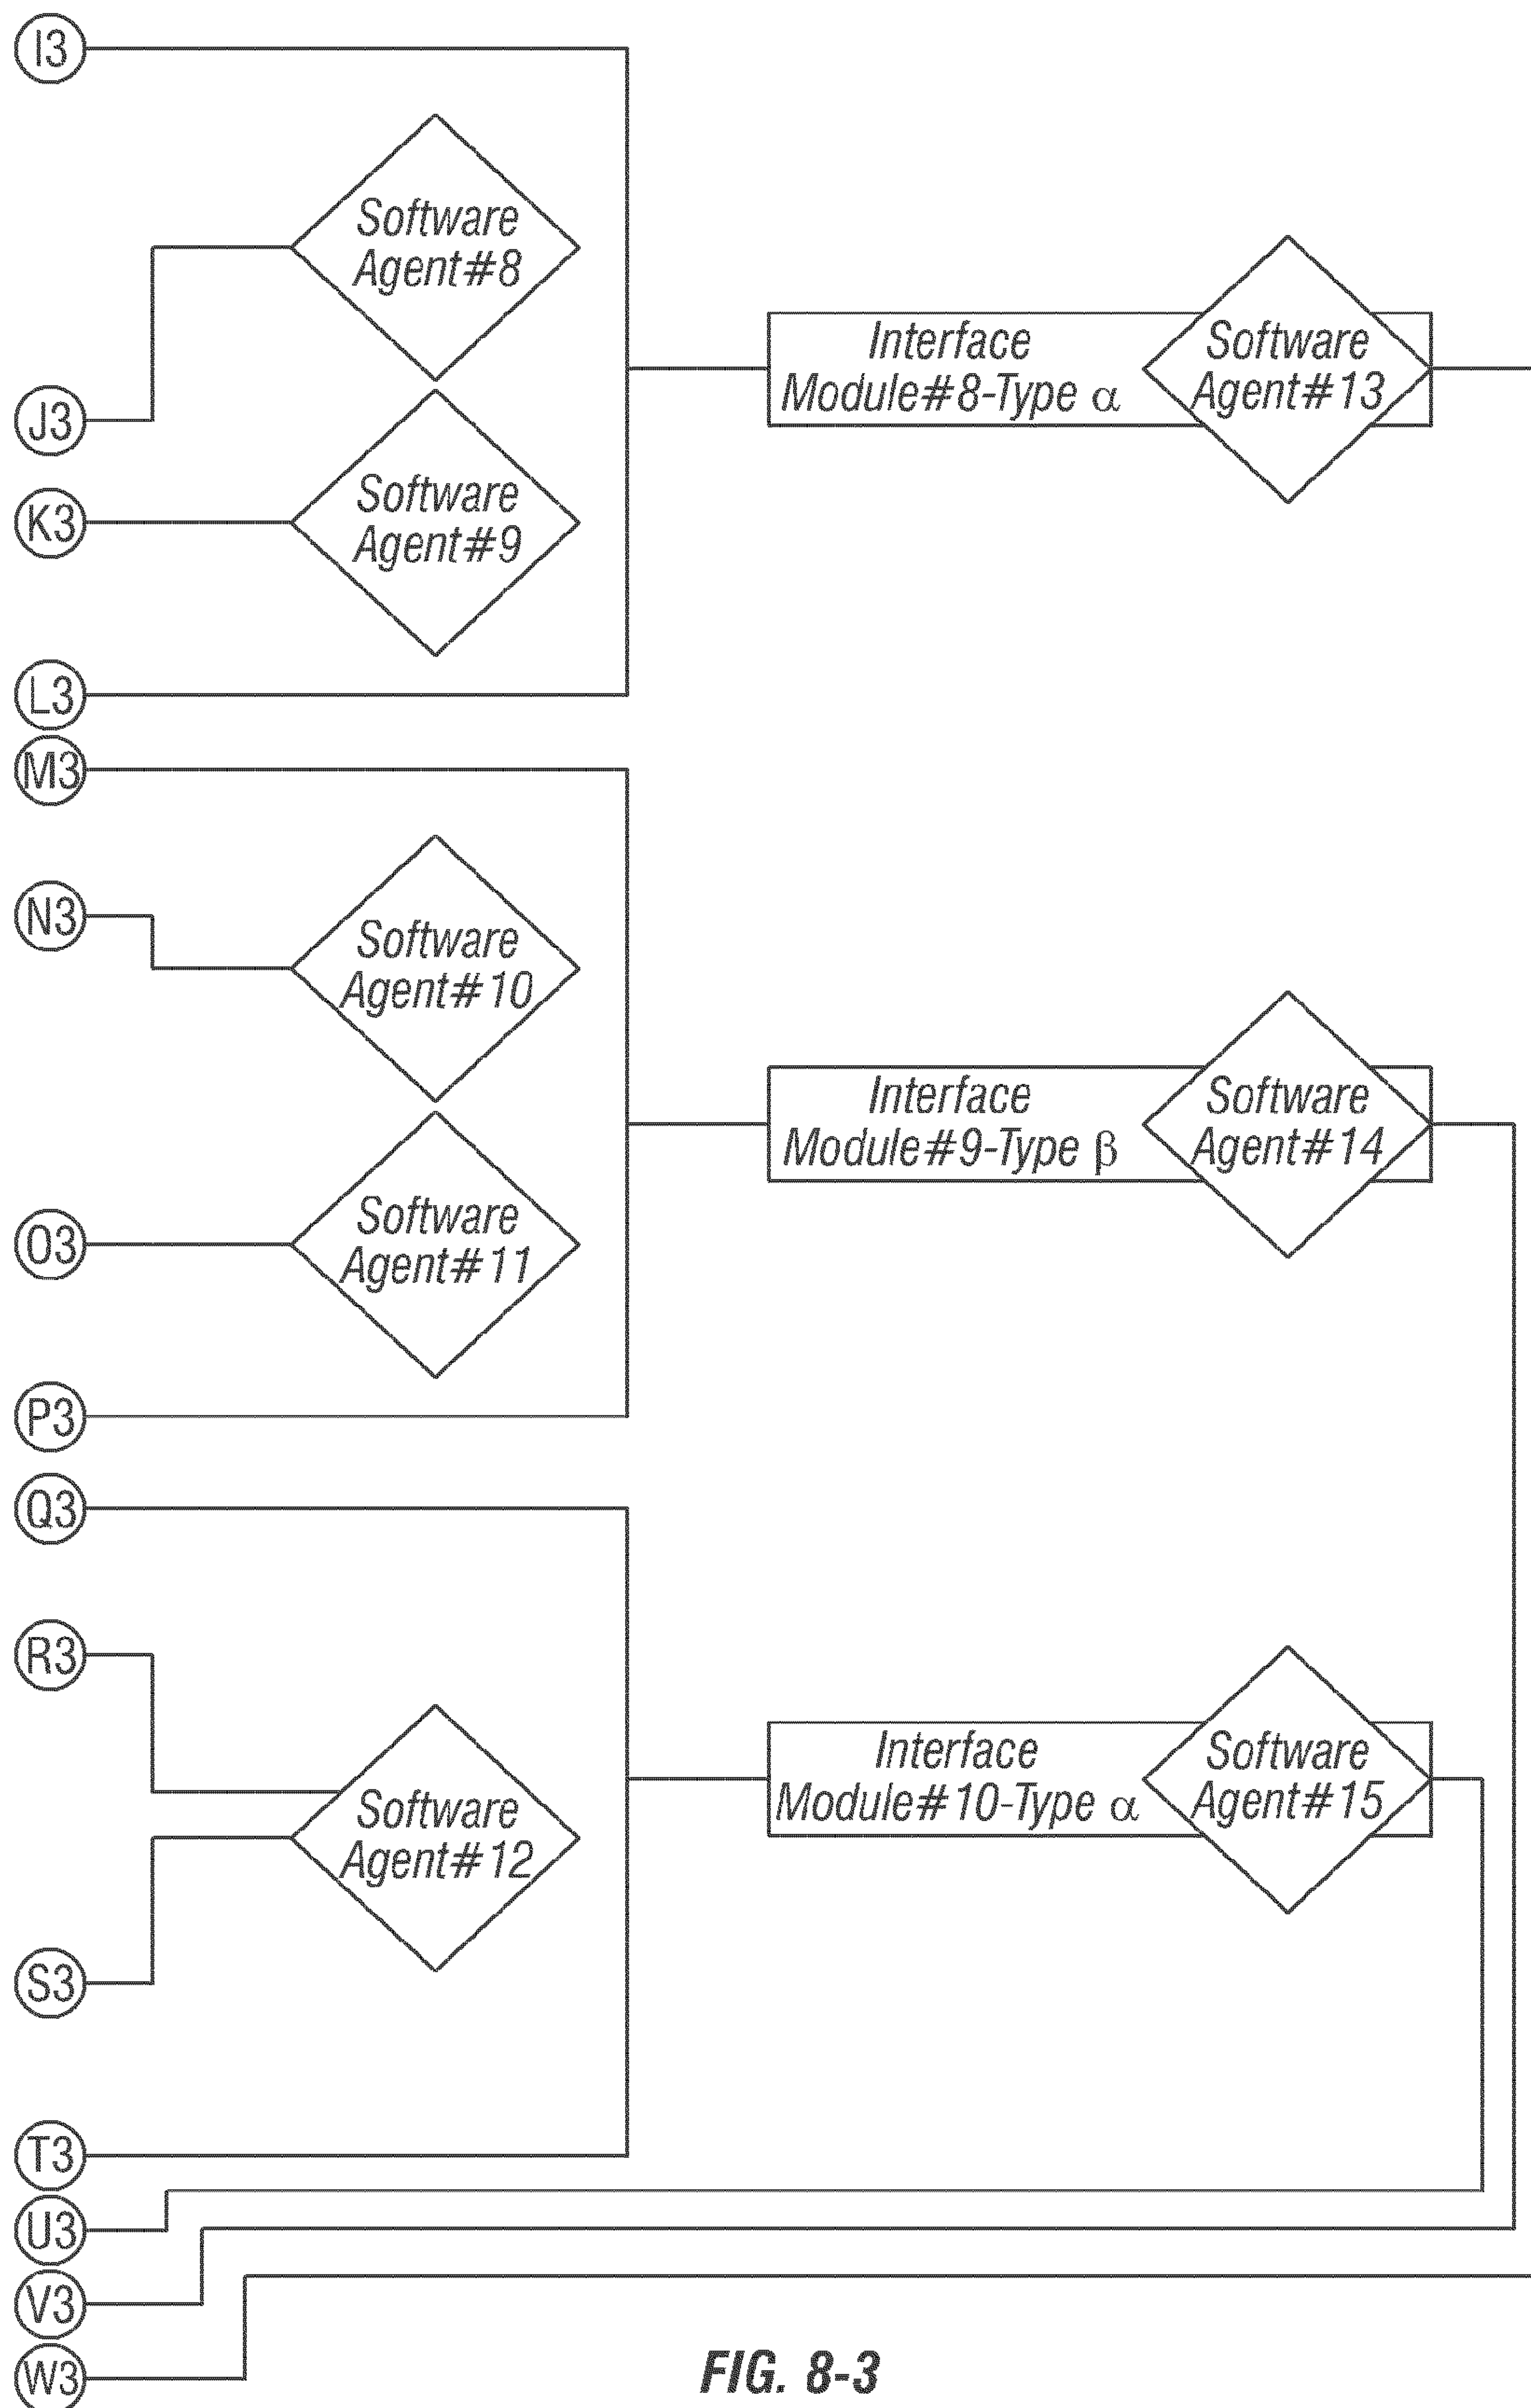 I3
Software
Agent#8
J3
K3
Software
Agent#9
L3
Interface
Module#8-Type α
Software
Agent#13
M3
N3
Software
Agent#10
O3
Software
Agent#11
P3
Interface
Module#9-Type β
Software
Agent#14
Q3
R3
Software
Agent#12
S3
T3
Interface
Module#10-Type α
Software
Agent#15
U3
V3
W3
FIG. 8-3